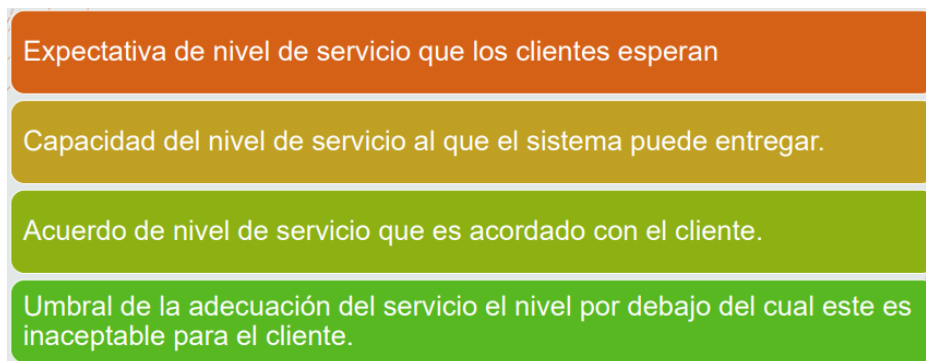 Expectativa de nivel de servicio que los clientes esperan
Capacidad del nivel de servicio al que el sistema puede entregar.
Acuerdo de nivel de servicio que es acordado con el cliente.
Umbral de la adecuación del servicio el nivel por debajo del cual este es
inaceptable para el cliente.